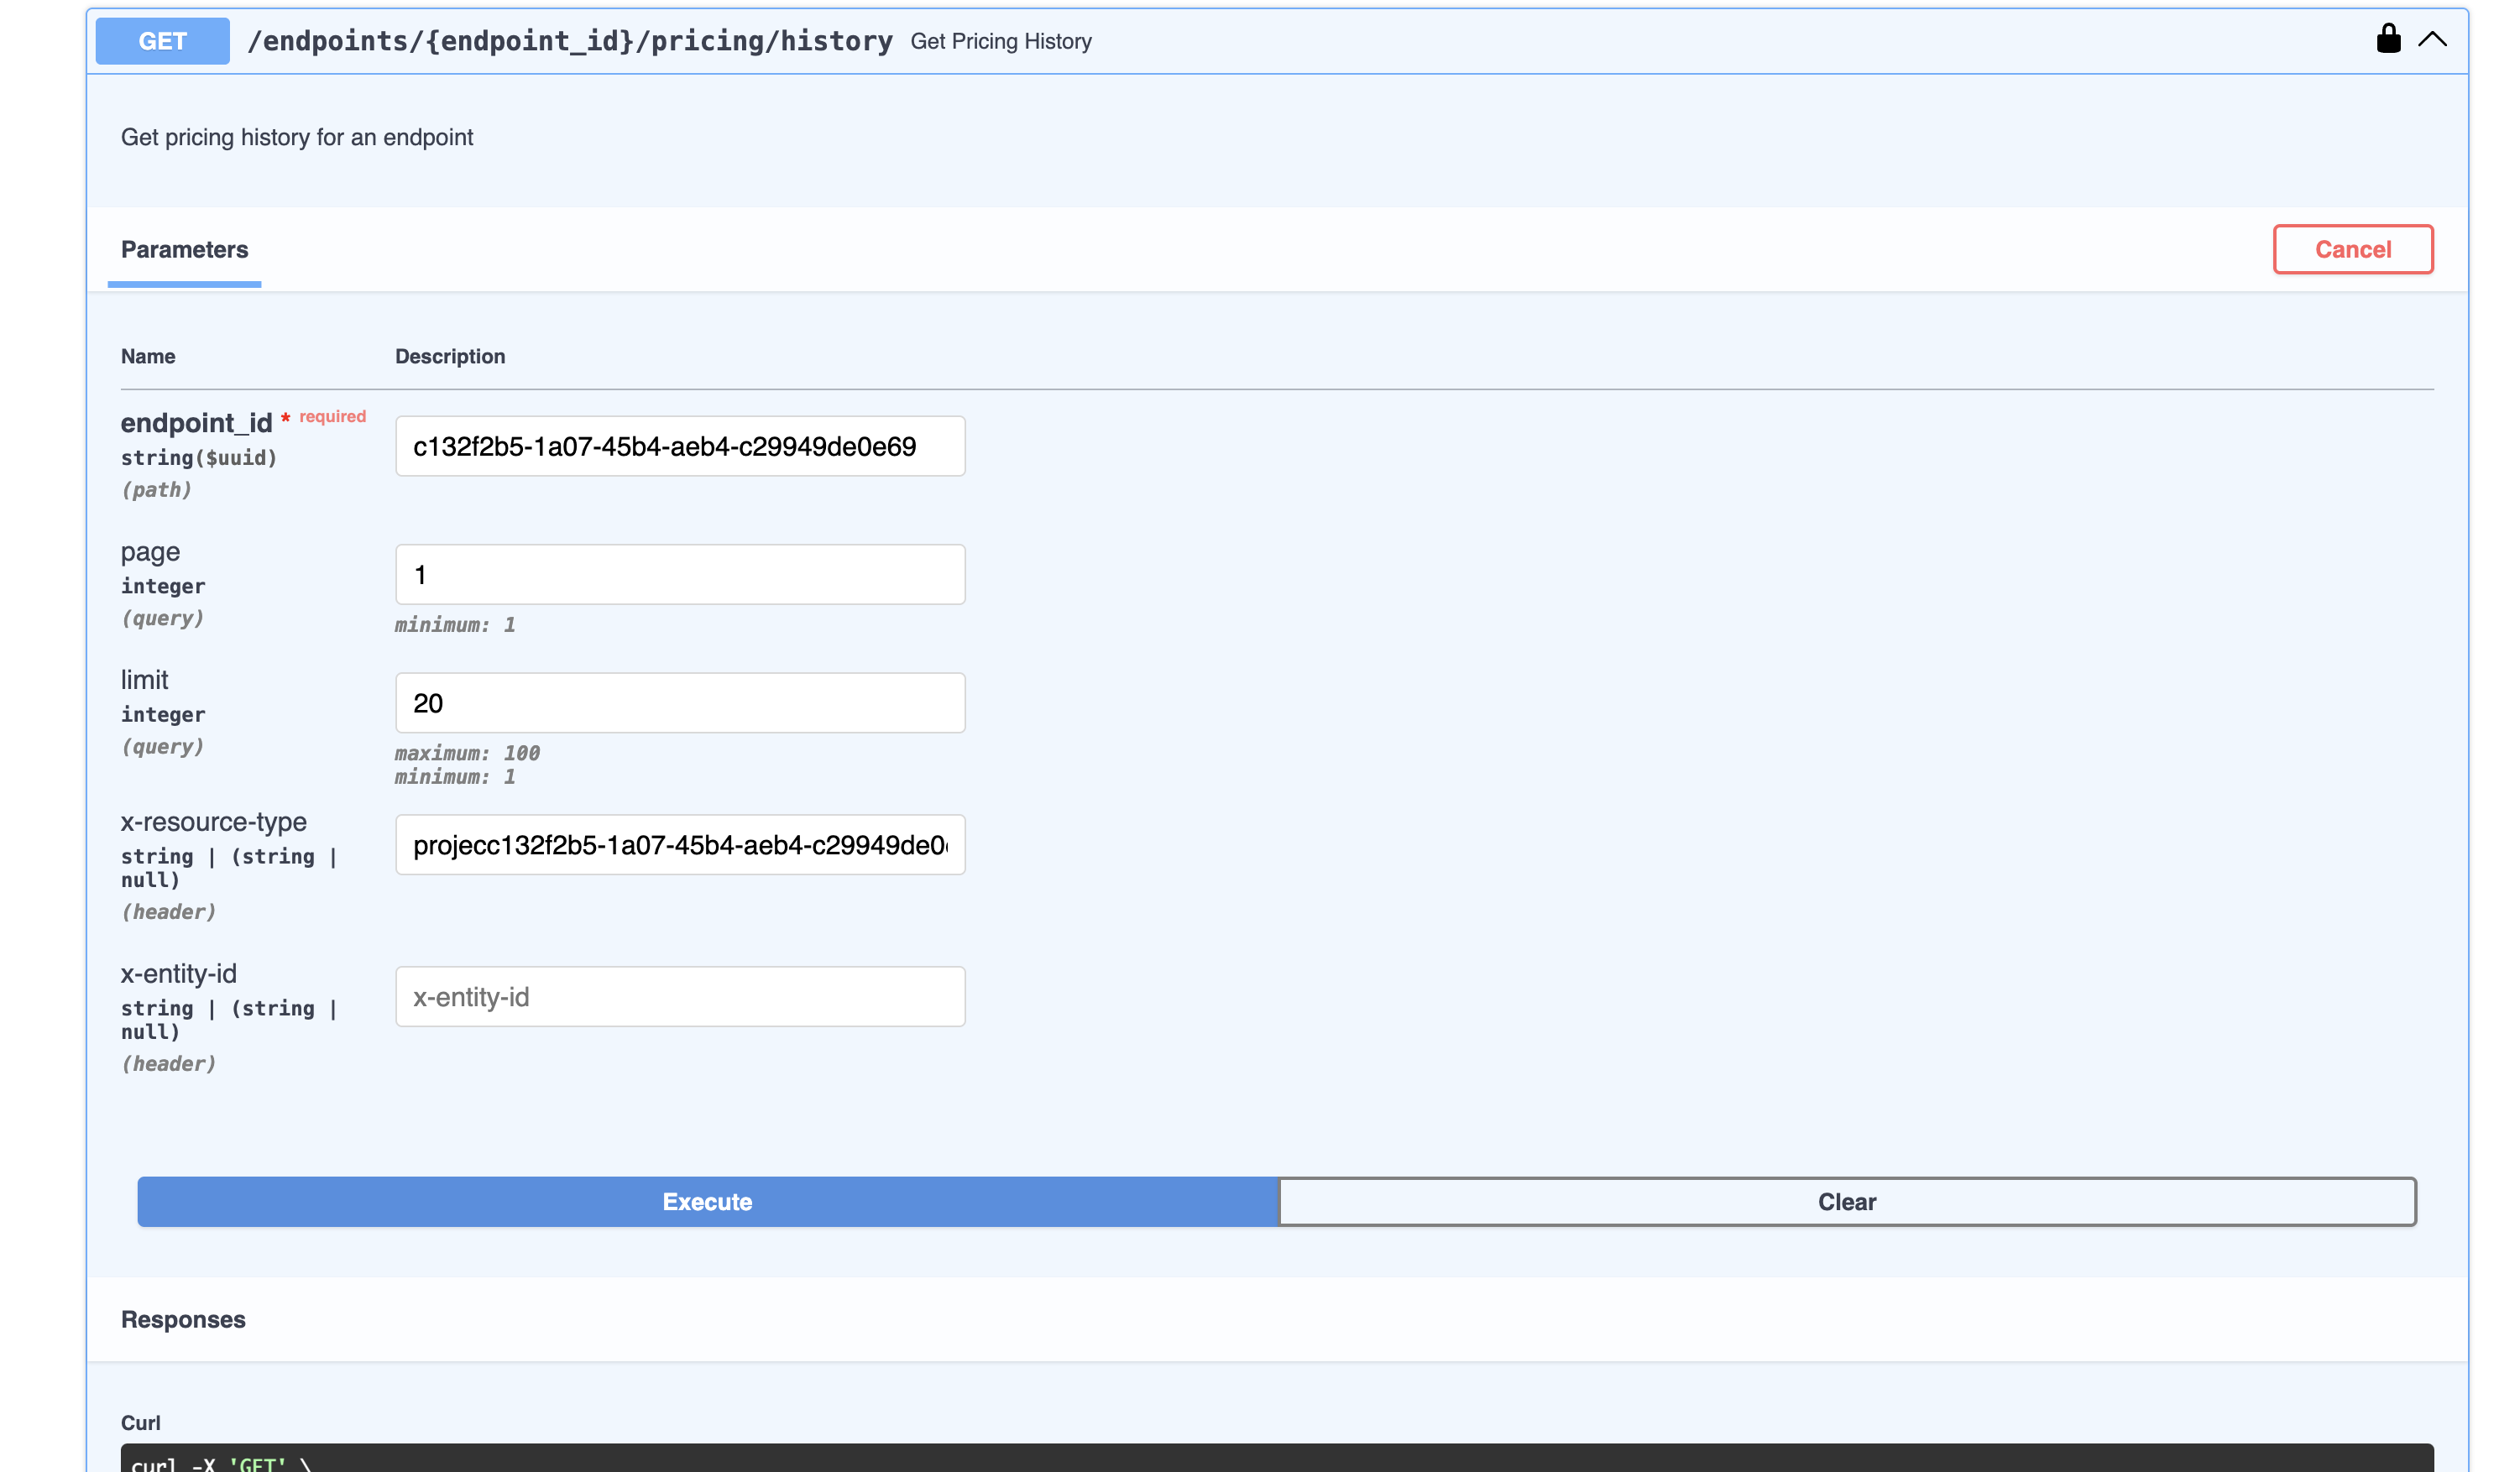 GET /endpoints/{endpoint_id}/pricing/history Get Pricing History
Get pricing history for an endpoint
Parameters
Cancel
Name Description
endpoint_id * required
string($uuid)
(path)
c132f2b5-1a07-45b4-aeb4-c29949de0e69
page
integer
(query)
1
minimum: 1
limit
integer
(query)
20
maximum: 100
minimum: 1
x-resource-type
string | (string |
null)
(header)
projecc132f2b5-1a07-45b4-aeb4-c29949de0
x-entity-id
string | (string |
null)
(header)
x-entity-id
Execute
Clear
Responses
Curl
curl -X 'GET' \